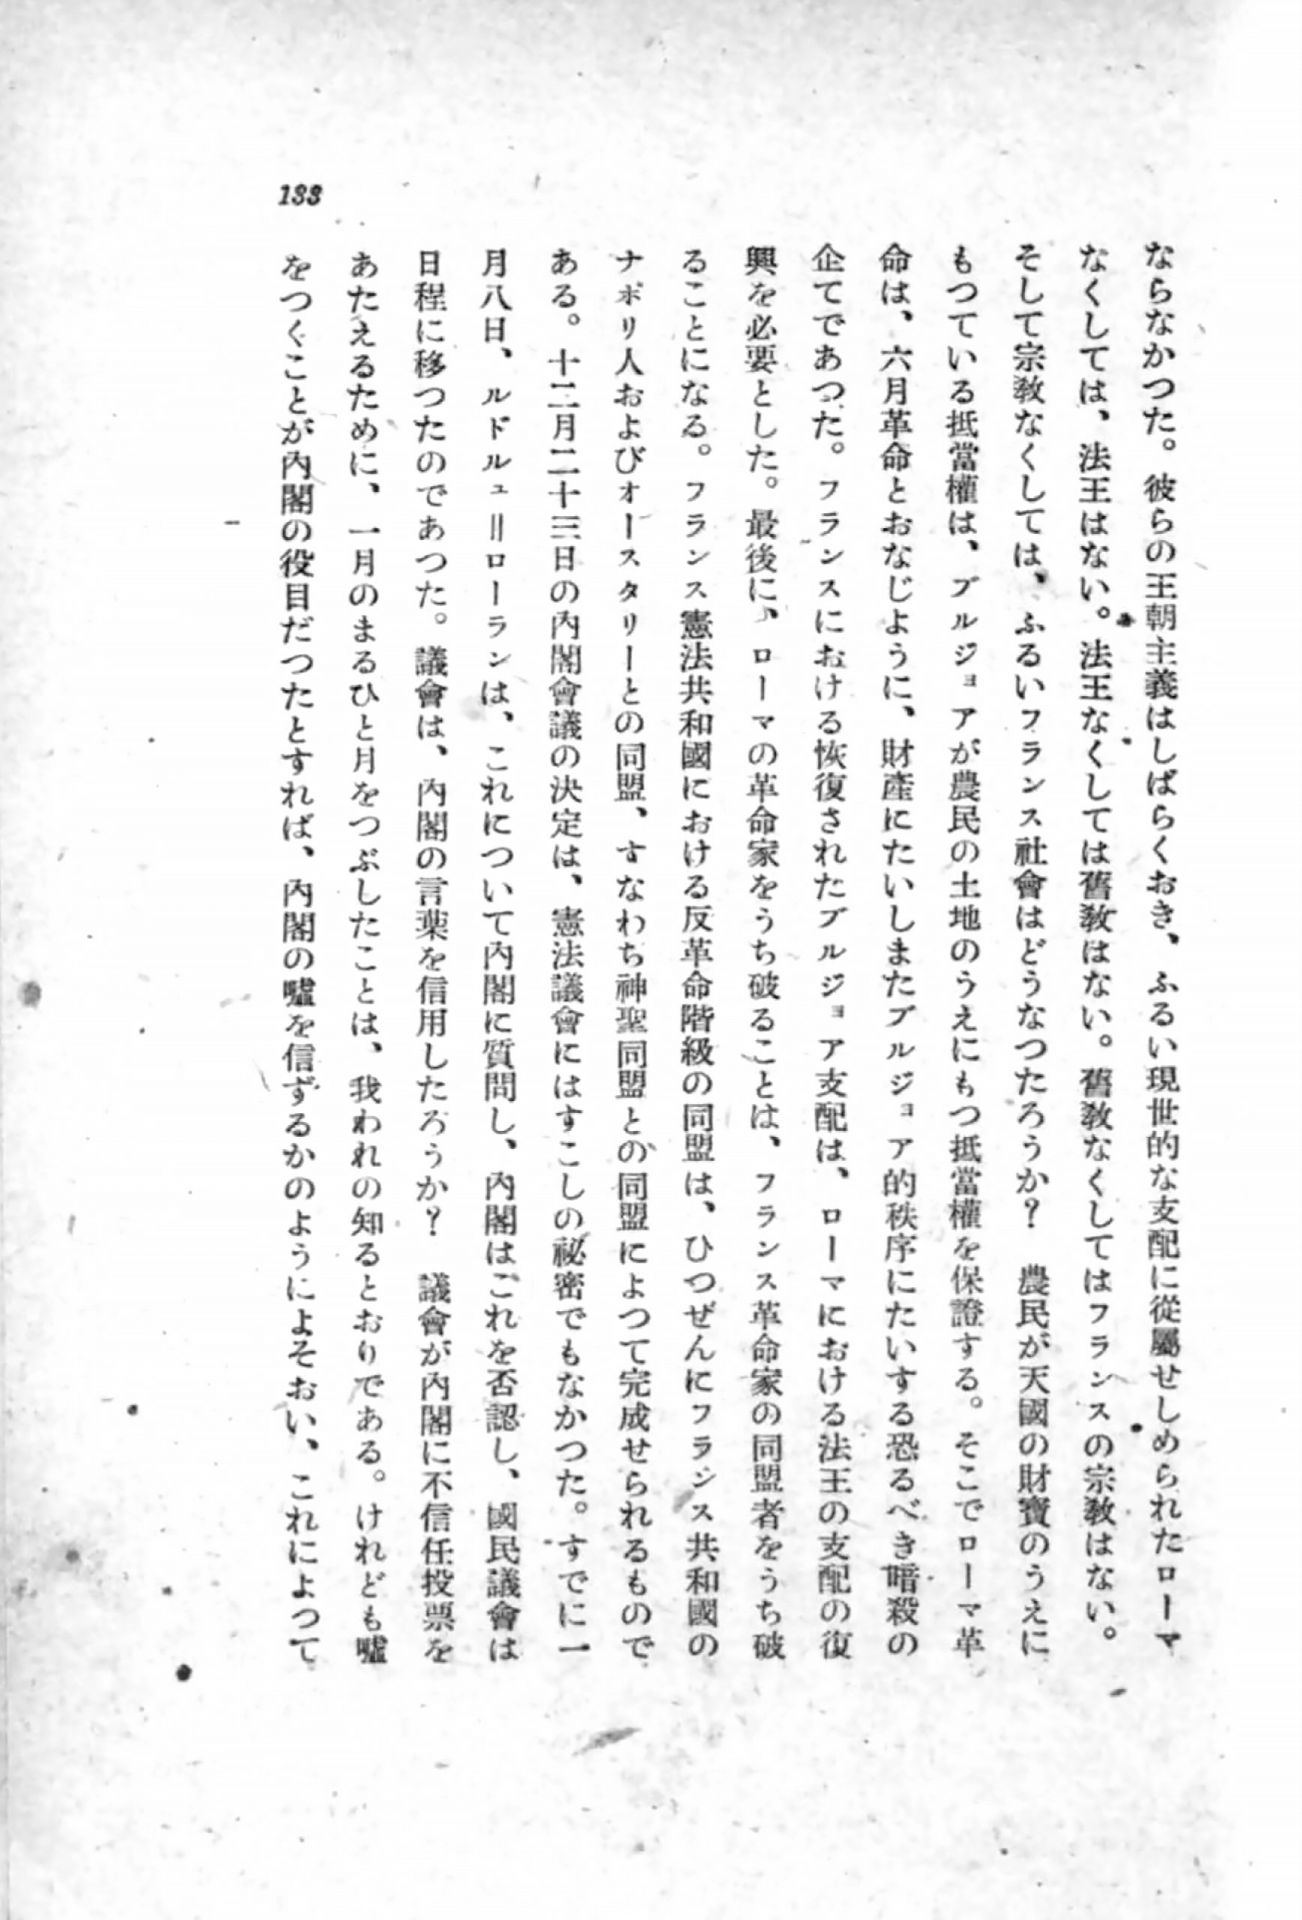 133
ならなかつた。彼らの王朝主義はしばらくおき、ふるい現世的な支配に從屬せしめられたローマ
なくしては、法王はない。法王なくしては舊敎はない。舊敎なくしてはフランスの宗敎はない。
そして宗敎なくしては、ふるいフランス社會はどうなつたろうか？　農民が天國の財寶のうえに
もつている抵當權は、ブルジョアが農民の土地のうえにもつ抵當權を保證する。そこでローマ革
命は、六月革命とおなじように、財產にたいしまたブルジョア的秩序にたいする恐るべき暗殺の
企てであつた。フランスにおける恢復されたブルジョア支配は、ローマにおける法王の支配の復
興を必要とした。最後に、ローマの革命家をうち破ることは、フランス革命家の同盟者をうち破
ることになる。フランス憲法共和國における反革命階級の同盟は、ひつぜんにフランス共和國の
ナポリ人およびオースタリーとの同盟、すなわち神聖同盟との同盟によつて完成せられるもので
ある。十二月二十三日の內閣會議の決定は、憲法議會にはすこしの祕密でもなかつた。すでに一
月八日、ルドルュ＝ローランは、これについて內閣に質問し、內閣はこれを否認し、國民議會は
日程に移つたのであつた。議會は、內閣の言葉を信用したろうか？　議會が內閣に不信任投票を
あたえるために、一月のまるひと月をつぶしたことは、我われの知るとおりである。けれども噓
をつくことが內閣の役目だつたとすれば、內閣の噓を信ずるかのようによそおい、これによつて